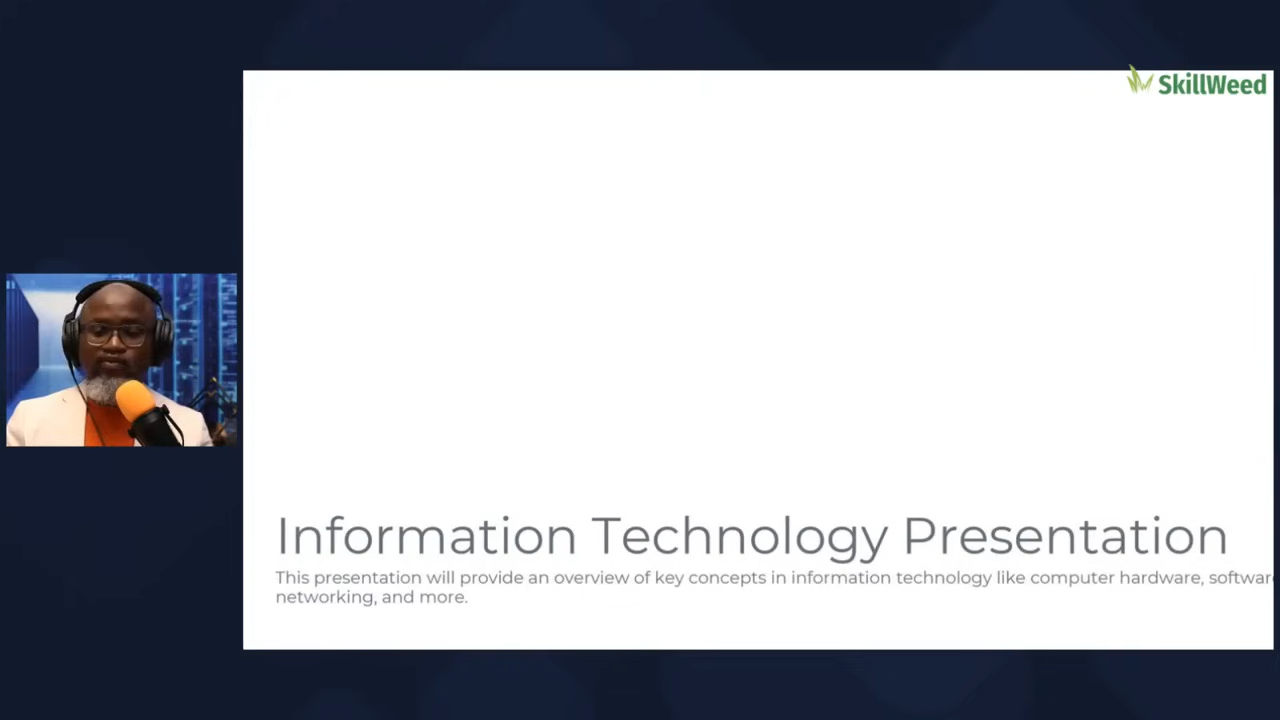 SkillWeed
Information Technology Presentation
This presentation will provide an overview of key concepts in information technology like computer hardware, softwar
networking, and more.